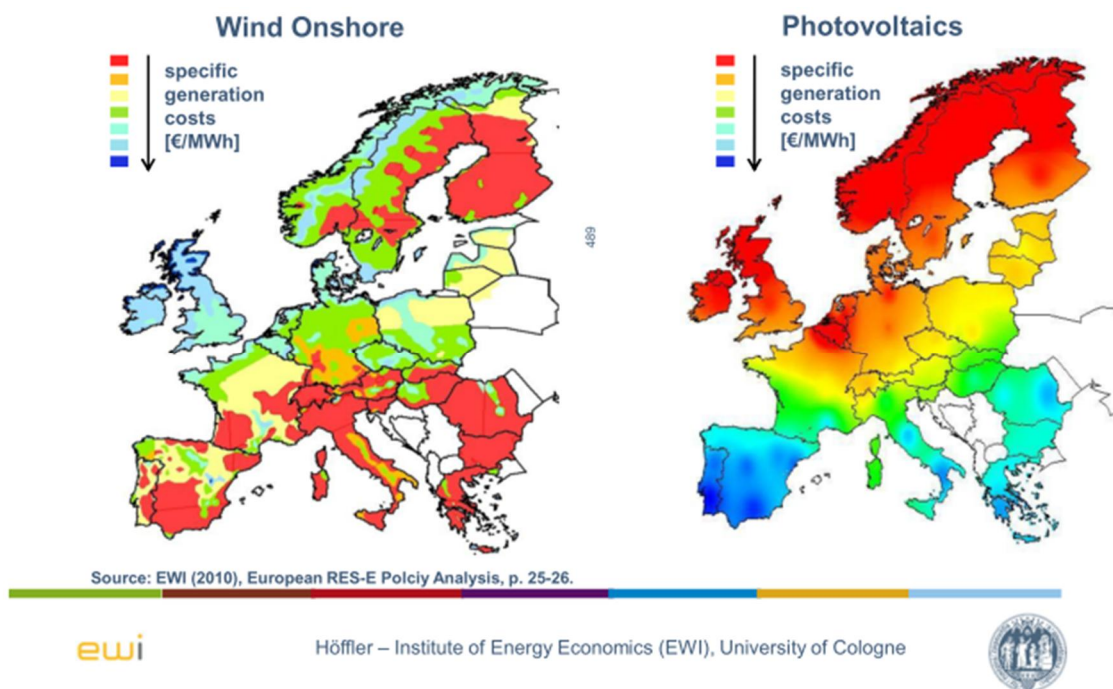 Wind Onshore
specific
generation
costs
[€/MWh]
Photovoltaics
specific
generation
costs
[€/MWh]
489
Source: EWI (2010), European RES-E Polciy Analysis, p. 25-26.
ewi
Höffler – Institute of Energy Economics (EWI), University of Cologne